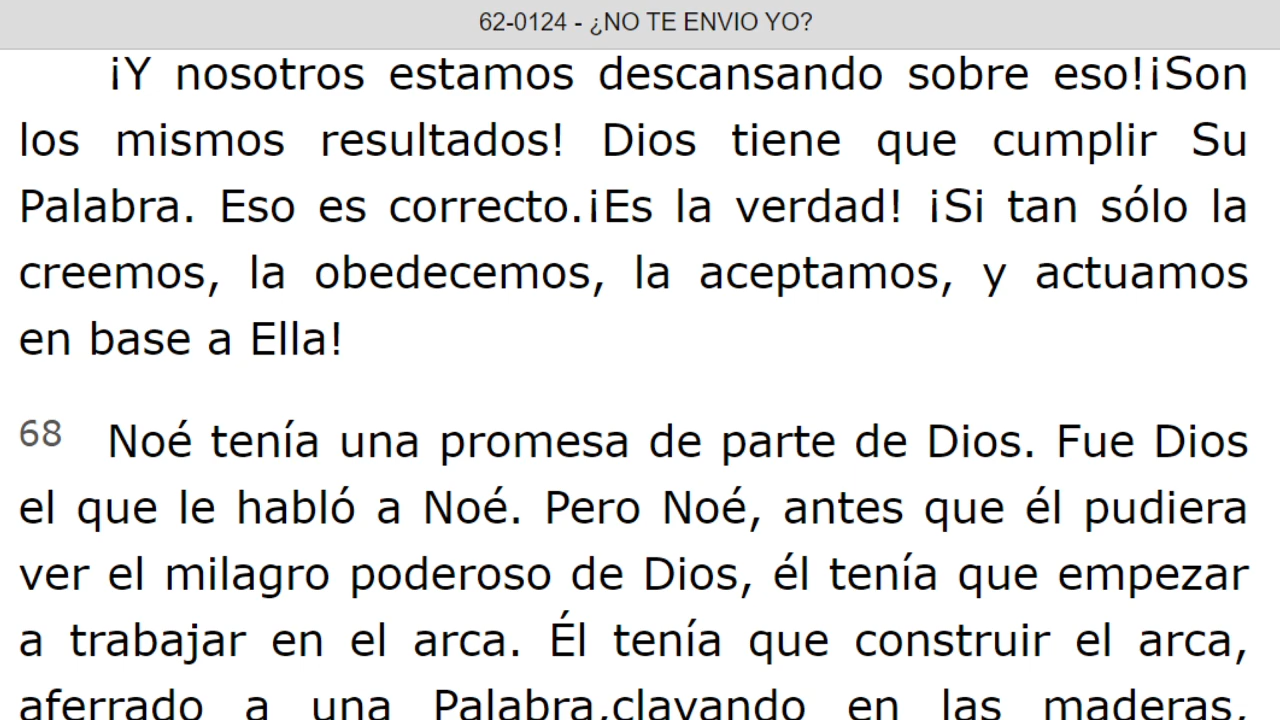 62-0124 - ¿NO TE ENVIO YO?
¡Y nosotros estamos descansando sobre eso!¡Son
los mismos resultados! Dios tiene que cumplir Su
Palabra. Eso es correcto.¡Es la verdad! ¡Si tan sólo la
creemos, la obedecemos, la aceptamos, y actuamos
en base a Ella!
68 Noé tenía una promesa de parte de Dios. Fue Dios
el que le habló a Noé. Pero Noé, antes que él pudiera
ver el milagro poderoso de Dios, él tenía que empezar
a trabajar en el arca. Él tenía que construir el arca,
aferrado a una Palabra,clavando en las maderas,